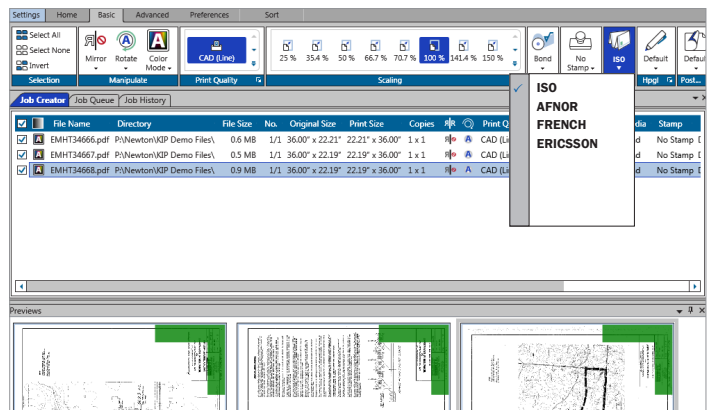 Settings Home Basic Advanced Preferences Sort
Select All
Select None
Invert
Selection
Mirror
Rotate
Color Mode
Manipulate
CAD (Line)
Print Quality
25 % 35.4 % 50 % 66.7 % 70.7 % 100 % 141.4 % 150 %
Scaling
Bond
No Stamp
ISO
Default
Hpgl
Post...
ISO
AFNOR
FRENCH
ERICSSON
Job Creator Job Queue Job History
File Name Directory File Size No. Original Size Print Size Copies Print Q dia Stamp
EMHT34666.pdf P:\Newton\KIP Demo Files\ 0.6 MB 1/1 36.00" x 22.21" 22.21" x 36.00" 1 x 1 CAD (Li d No Stamp D
EMHT34667.pdf P:\Newton\KIP Demo Files\ 0.5 MB 1/1 36.00" x 22.19" 22.19" x 36.00" 1 x 1 CAD (Li d No Stamp D
EMHT34668.pdf P:\Newton\KIP Demo Files\ 0.9 MB 1/1 36.00" x 22.19" 22.19" x 36.00" 1 x 1 CAD (Li d No Stamp D
Previews